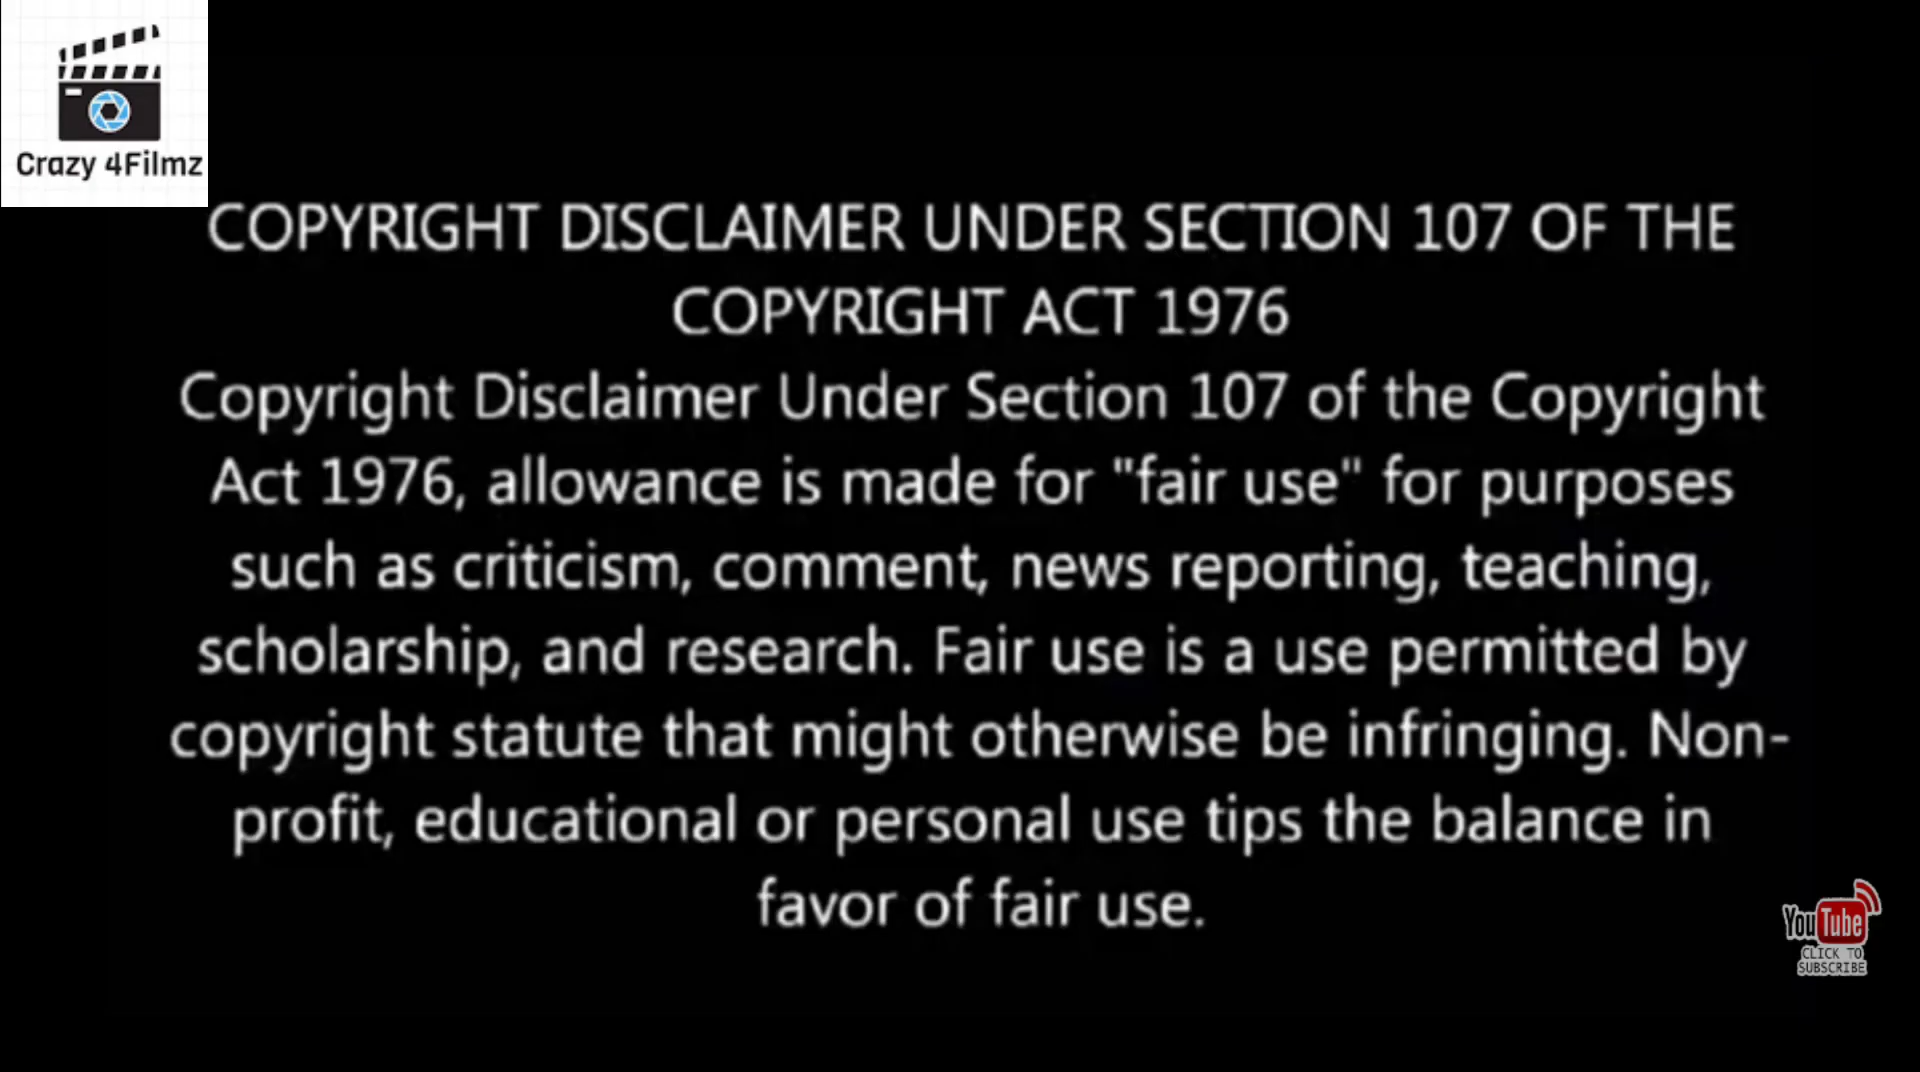 Crazy 4Filmz
COPYRIGHT DISCLAIMER UNDER SECTION 107 OF THE
COPYRIGHT ACT 1976
Copyright Disclaimer Under Section 107 of the Copyright
Act 1976, allowance is made for "fair use" for purposes
such as criticism, comment, news reporting, teaching,
scholarship, and research. Fair use is a use permitted by
copyright statute that might otherwise be infringing. Non-
profit, educational or personal use tips the balance in
favor of fair use.
YouTube
CLICK TO
SUBSCRIBE